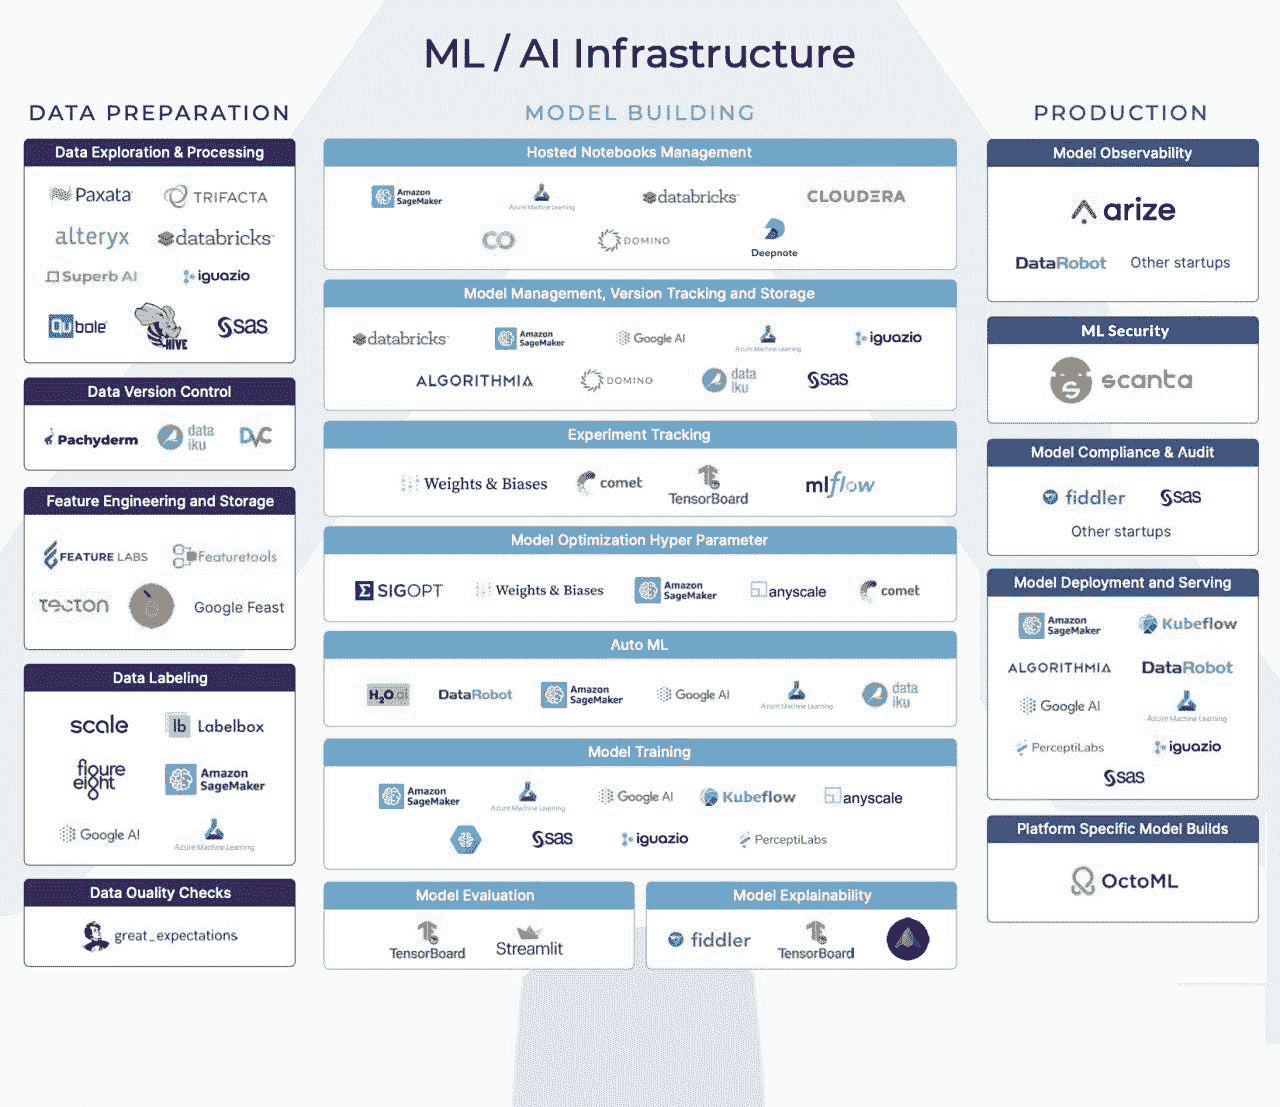 ML / AI Infrastructure
DATA PREPARATION
Data Exploration & Processing
Paxata
TRIFACTA
alteryx
databricks
Superb AI
iguazio
Qubole
HIVE
sas
Data Version Control
Pachyderm
data
iku
DVC
Feature Engineering and Storage
FEATURE LABS
Featuretools
TECTON
Google Feast
Data Labeling
scale
lb Labelbox
figure
eight
Amazon
SageMaker
Google AI
Azure Machine Learning
Data Quality Checks
great_expectations
MODEL BUILDING
Hosted Notebooks Management
Amazon
SageMaker
Azure Machine Learning
databricks
CLOUDERA
CO
DOMINO
Deepnote
Model Management, Version Tracking and Storage
databricks
Amazon
SageMaker
Google AI
Azure Machine Learning
iguazio
ALGORITHMIA
DOMINO
data
iku
sas
Experiment Tracking
Weights & Biases
comet
TensorBoard
mlflow
Model Optimization Hyper Parameter
SIGOPT
Weights & Biases
Amazon
SageMaker
anyscale
comet
Auto ML
H2O.ai
DataRobot
Amazon
SageMaker
Google AI
Azure Machine Learning
data
iku
Model Training
Amazon
SageMaker
Azure Machine Learning
Google AI
Kubeflow
anyscale
sas
iguazio
PerceptiLabs
Model Evaluation
TensorBoard
Streamlit
Model Explainability
fiddler
TensorBoard
PRODUCTION
Model Observability
arize
DataRobot
Other startups
ML Security
scanta
Model Compliance & Audit
fiddler
sas
Other startups
Model Deployment and Serving
Amazon
SageMaker
Kubeflow
ALGORITHMIA
DataRobot
Google AI
Azure Machine Learning
PerceptiLabs
iguazio
sas
Platform Specific Model Builds
OctoML